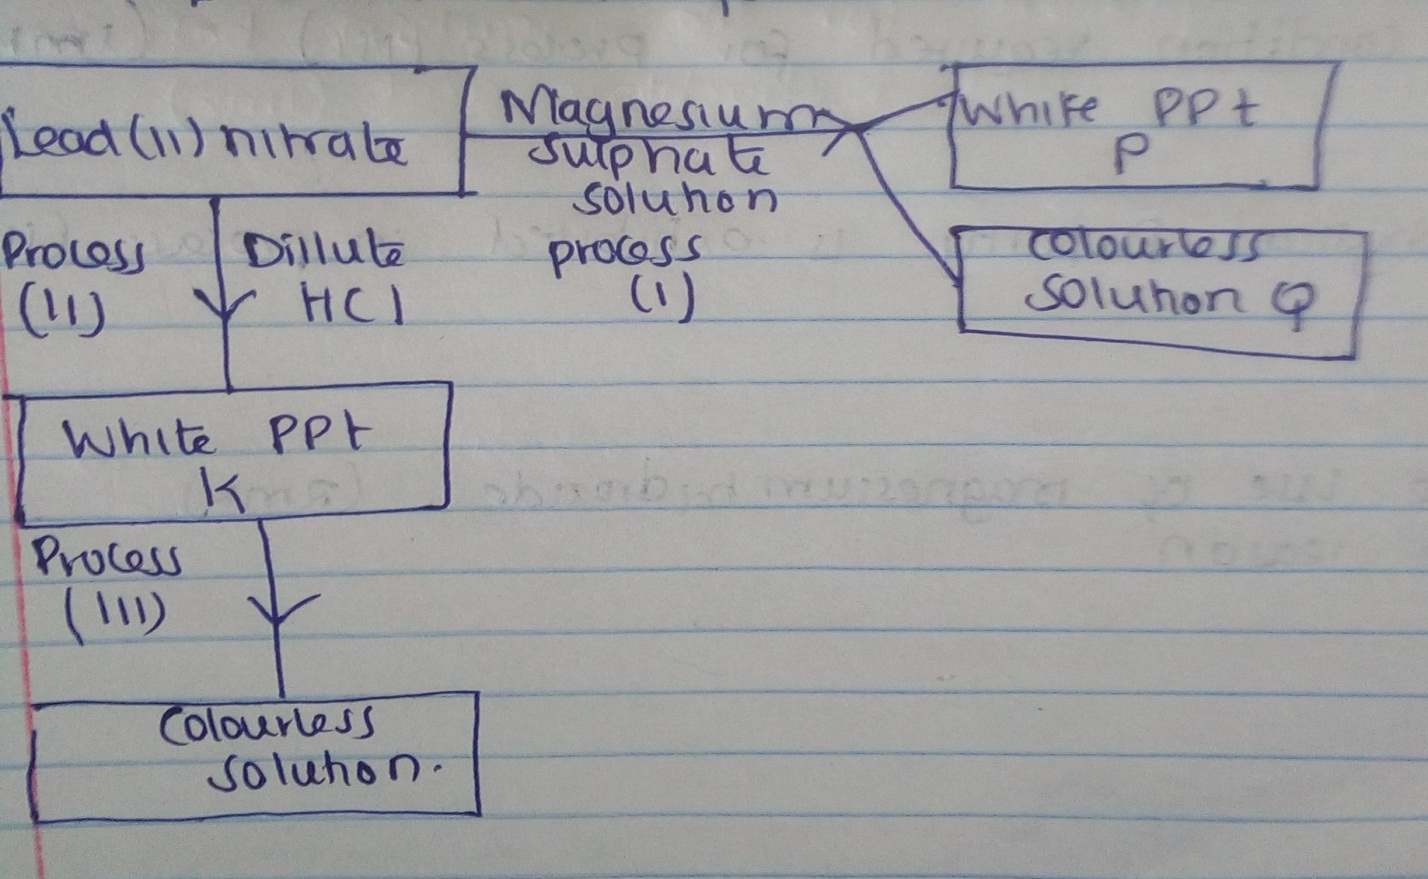 Lead (II) nitrate
Magnesium
sulphate
solution
process
(I)
White PPt
P
Colourless
solution Q
Process
(II)
Dillute
HCl
White PPt
K
Process
(III)
Colourless
solution.